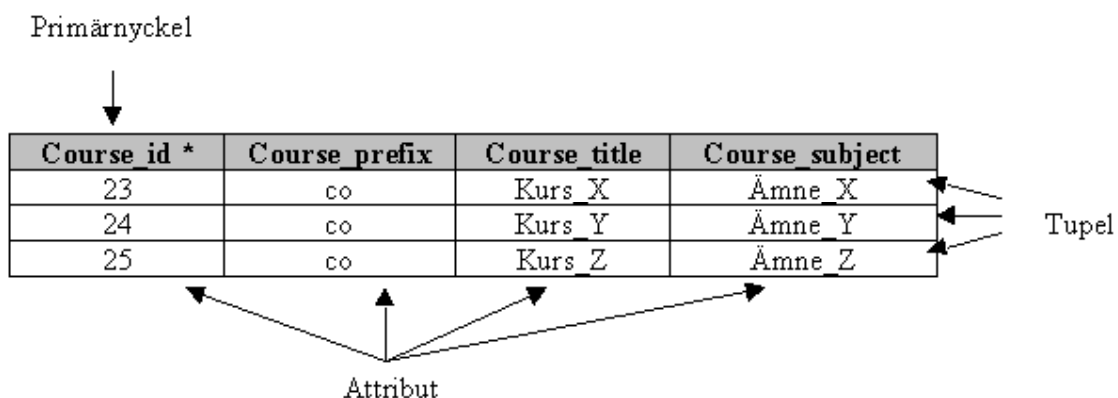 Primärnyckel
Course_id * Course_prefix Course_title Course_subject
23 co Kurs_X Ämne_X
24 co Kurs_Y Ämne_Y
25 co Kurs_Z Ämne_Z
Tupel
Attribut